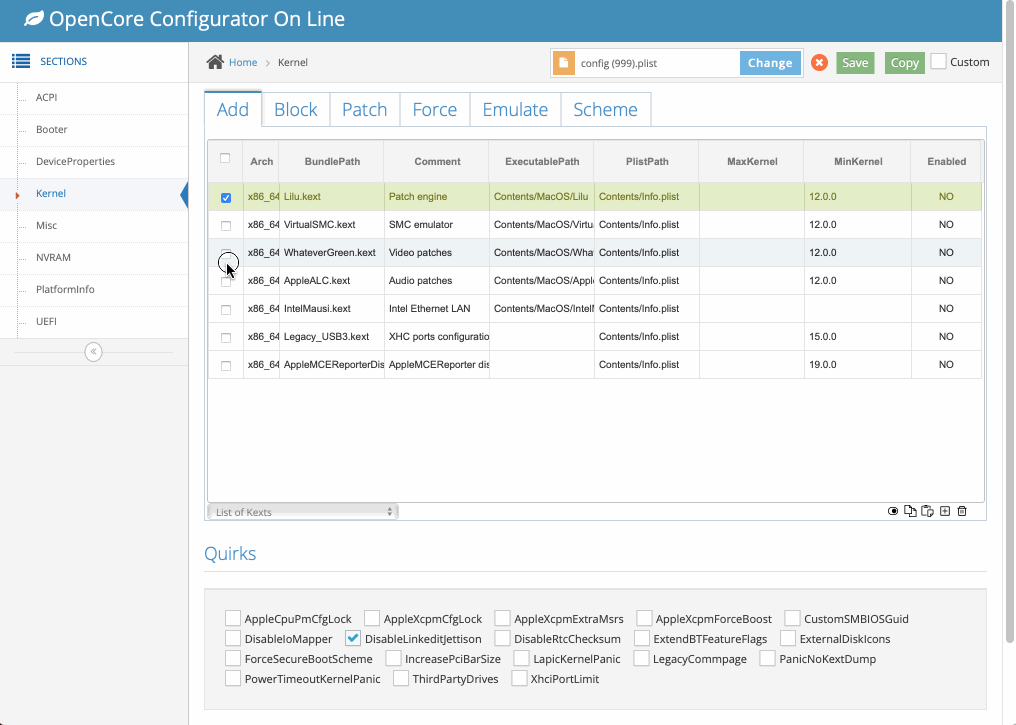 OpenCore Configurator On Line
SECTIONS
Home > Kernel
config (999).plist
Change
Save
Copy
Custom
ACPI
Booter
DeviceProperties
Kernel
Misc
NVRAM
PlatformInfo
UEFI
Add Block Patch Force Emulate Scheme
Arch BundlePath Comment ExecutablePath PlistPath MaxKernel MinKernel Enabled
x86_64 Lilu.kext Patch engine Contents/MacOS/Lilu Contents/Info.plist 12.0.0 NO
x86_64 VirtualSMC.kext SMC emulator Contents/MacOS/Virtu Contents/Info.plist 12.0.0 NO
x86_64 WhateverGreen.kext Video patches Contents/MacOS/What Contents/Info.plist 12.0.0 NO
x86_64 AppleALC.kext Audio patches Contents/MacOS/Apple Contents/Info.plist 12.0.0 NO
x86_64 IntelMausi.kext Intel Ethernet LAN Contents/MacOS/Intel Contents/Info.plist NO
x86_64 Legacy_USB3.kext XHC ports configuratio Contents/Info.plist 15.0.0 NO
x86_64 AppleMCEReporterDis AppleMCEReporter dis Contents/Info.plist 19.0.0 NO
List of Kexts
Quirks
AppleCpuPmCfgLock AppleXcpmCfgLock AppleXcpmExtraMsrs AppleXcpmForceBoost CustomSMBIOSGuid
DisableIoMapper DisableLinkeditJettison DisableRtcChecksum ExtendBTFeatureFlags ExternalDiskIcons
ForceSecureBootScheme IncreasePciBarSize LapicKernelPanic LegacyCommpage PanicNoKextDump
PowerTimeoutKernelPanic ThirdPartyDrives XhciPortLimit